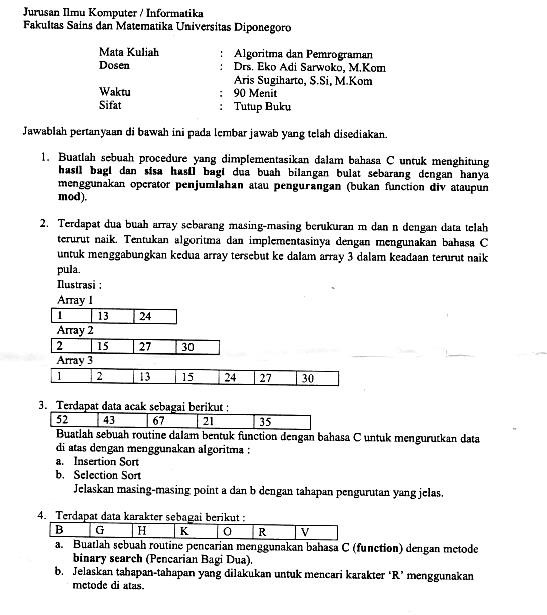 Jurusan Ilmu Komputer / Informatika
Fakultas Sains dan Matematika Universitas Diponegoro
Mata Kuliah : Algoritma dan Pemrograman
Dosen : Drs. Eko Adi Sarwoko, M.Kom
Aris Sugiharto, S.Si, M.Kom
Waktu : 90 Menit
Sifat : Tutup Buku
Jawablah pertanyaan di bawah ini pada lembar jawab yang telah disediakan.
1. Buatlah sebuah procedure yang dimplementasikan dalam bahasa C untuk menghitung
hasil bagi dan sisa hasil bagi dua buah bilangan bulat sebarang dengan hanya
menggunakan operator penjumlahan atau pengurangan (bukan function div ataupun
mod).
2. Terdapat dua buah array sebarang masing-masing berukuran m dan n dengan data telah
terurut naik. Tentukan algoritma dan implementasinya dengan mengunakan bahasa C
untuk menggabungkan kedua array tersebut ke dalam array 3 dalam keadaan terurut naik
pula.
Ilustrasi :
Array 1
1 13 24
Array 2
2 15 27 30
Array 3
1 2 13 15 24 27 30
3. Terdapat data acak sebagai berikut :
52 43 67 21 35
Buatlah sebuah routine dalam bentuk function dengan bahasa C untuk mengurutkan data
di atas dengan menggunakan algoritma :
a. Insertion Sort
b. Selection Sort
Jelaskan masing-masing point a dan b dengan tahapan pengurutan yang jelas.
4. Terdapat data karakter sebagai berikut :
B G H K O R V
a. Buatlah sebuah routine pencarian menggunakan bahasa C (function) dengan metode
binary search (Pencarian Bagi Dua).
b. Jelaskan tahapan-tahapan yang dilakukan untuk mencari karakter ‘R’ menggunakan
metode di atas.